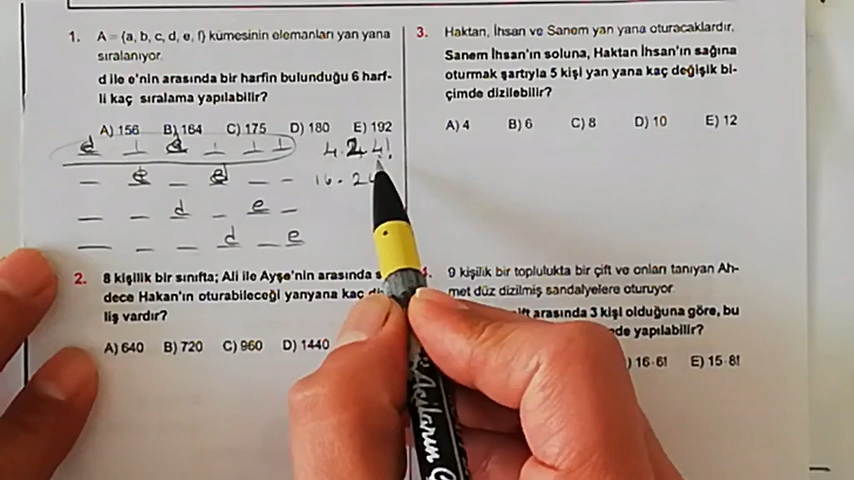 1. A = {a, b, c, d, e, f} kümesinin elemanları yan yana
sıralanıyor.
d ile e'nin arasında bir harfin bulunduğu 6 harf-
li kaç sıralama yapılabilir?
A) 156 B) 164 C) 175 D) 180 E) 192
4.2.4!
e d
d e
d e
2. 8 kişilik bir sınıfta; Ali ile Ayşe'nin arasında
dece Hakan'ın oturabileceği yanyana kaç
liş vardır?
A) 640 B) 720 C) 960 D) 1440
3. Haktan, İhsan ve Sanem yan yana oturacaklardır.
Sanem İhsan'ın soluna, Haktan İhsan'ın sağına
oturmak şartıyla 5 kişi yan yana kaç değişik bi-
çimde dizilebilir?
A) 4 B) 6 C) 8 D) 10 E) 12
9 kişilik bir toplulukta bir çift ve onları tanıyan Ah-
met düz dizilmiş sandalyelere oturuyor
arasında 3 kişi olduğuna göre, bu
yapılabilir?
) 16·6! E) 15·8!
Açıların